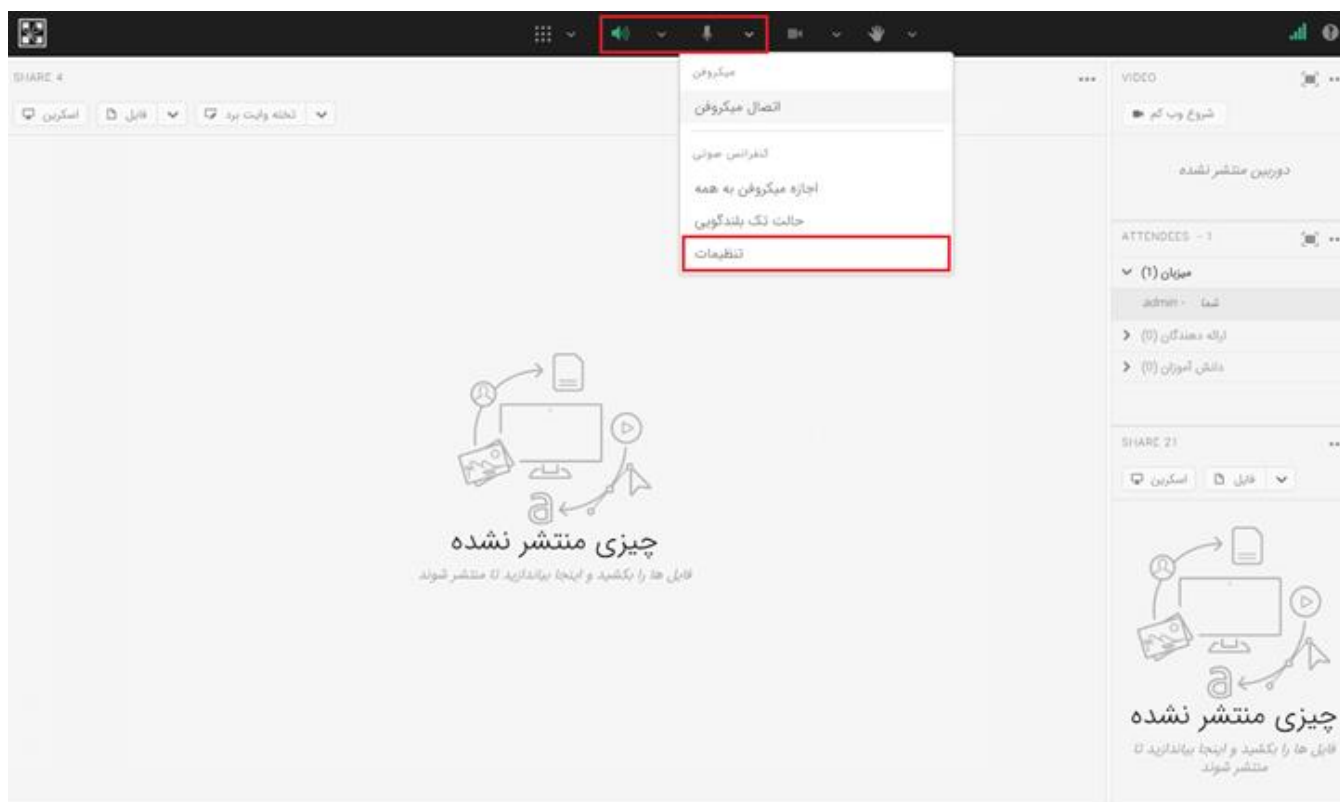 SHARE 4
اسکرین
فایل
تخته وایت برد
میکروفن
اتصال میکروفن
کنفرانس صوتی
اجازه میکروفن به همه
حالت تک بلندگویی
تنظیمات
چیزی منتشر نشده
فایل ها را بکشید و اینجا بیاندازید تا منتشر شوند
VIDEO
شروع وب کم
دوربین منتشر نشده
ATTENDEES - 1
میزبان (1)
شما - admin
ارائه دهندگان (0)
دانش آموزان (0)
SHARE 21
اسکرین
فایل
چیزی منتشر نشده
فایل ها را بکشید و اینجا بیاندازید تا
منتشر شوند